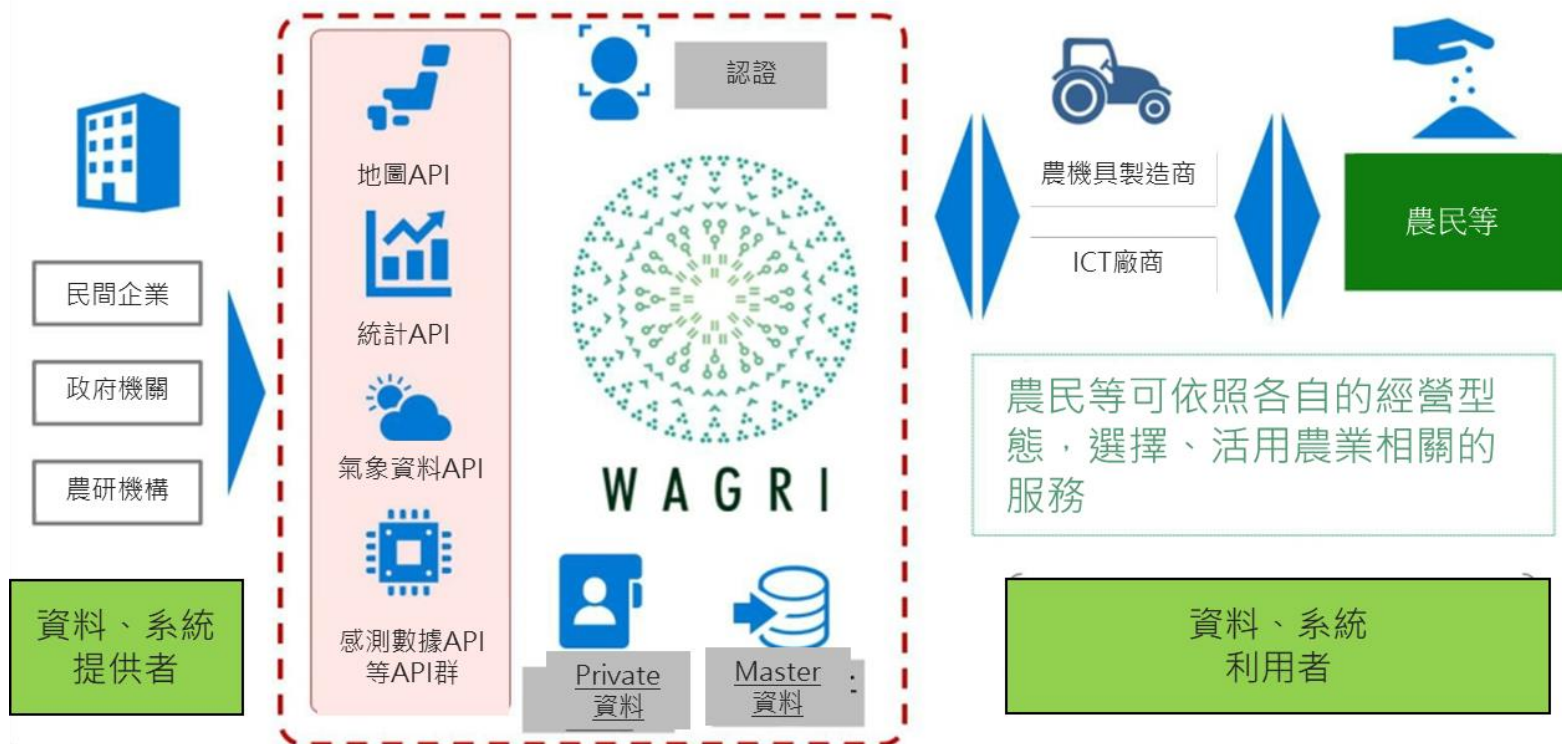 民間企業
政府機關
農研機構
資料、系統
提供者
地圖API
統計API
氣象資料API
感測數據API
等API群
認證
WAGRI
Private
資料
Master
資料
農機具製造商
ICT廠商
農民等
農民等可依照各自的經營型
態，選擇、活用農業相關的
服務
資料、系統
利用者